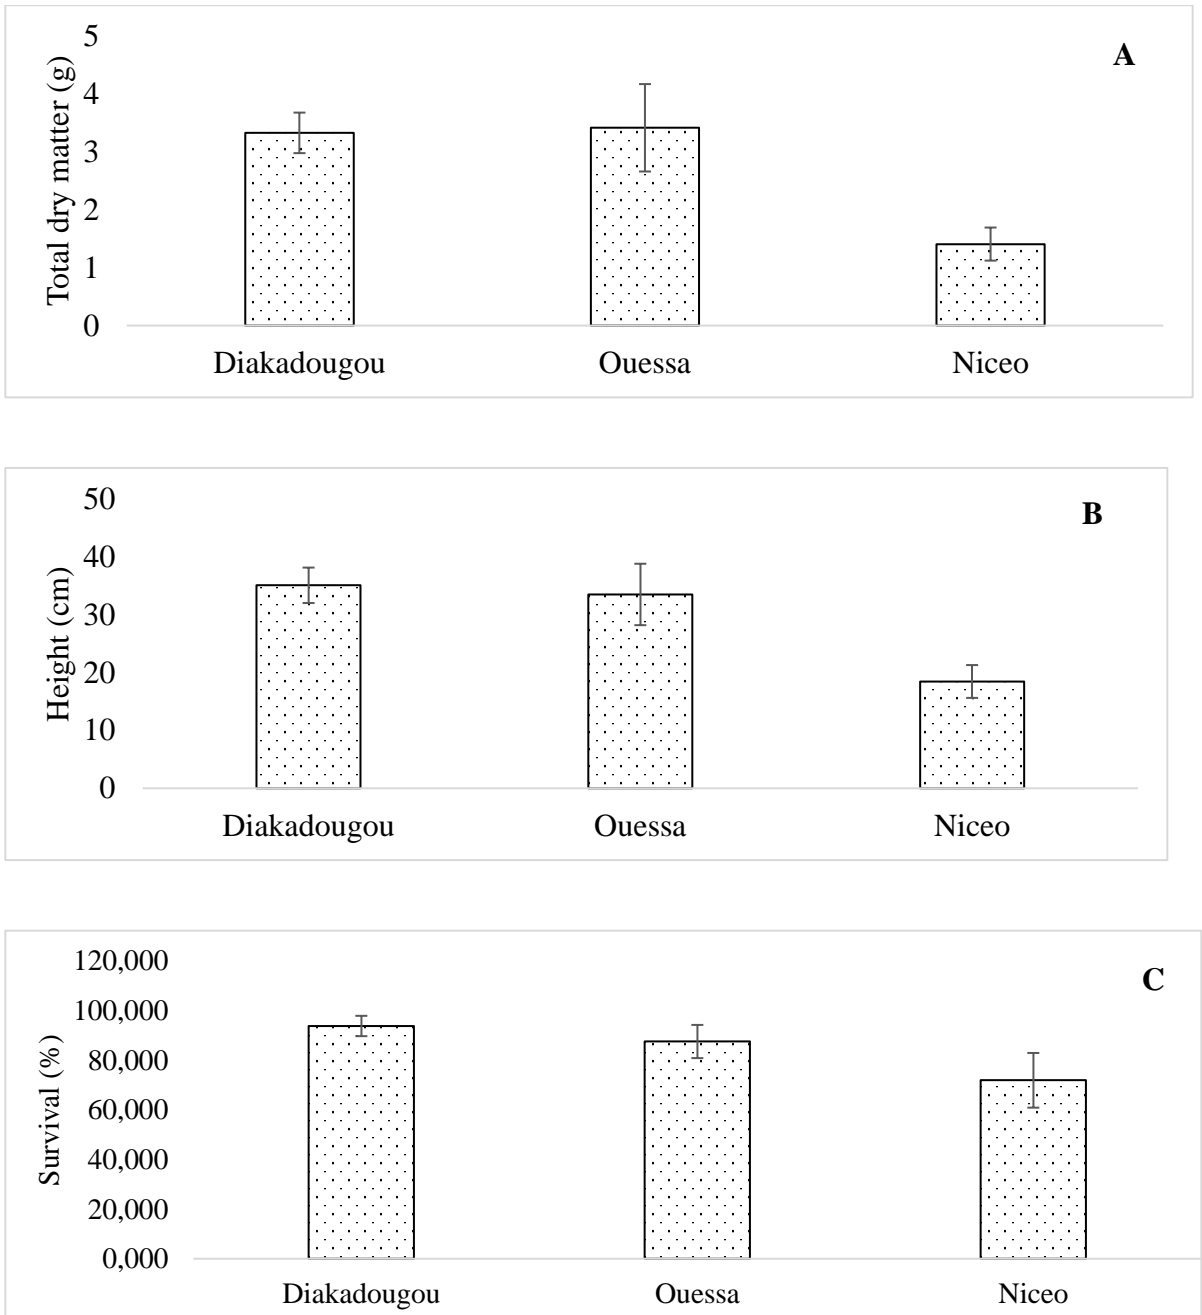 A
Total dry matter (g)
5
4
3
2
1
0
Diakadougou Ouessa Niceo
B
Height (cm)
50
40
30
20
10
0
Diakadougou Ouessa Niceo
C
Survival (%)
120,000
100,000
80,000
60,000
40,000
20,000
0,000
Diakadougou Ouessa Niceo